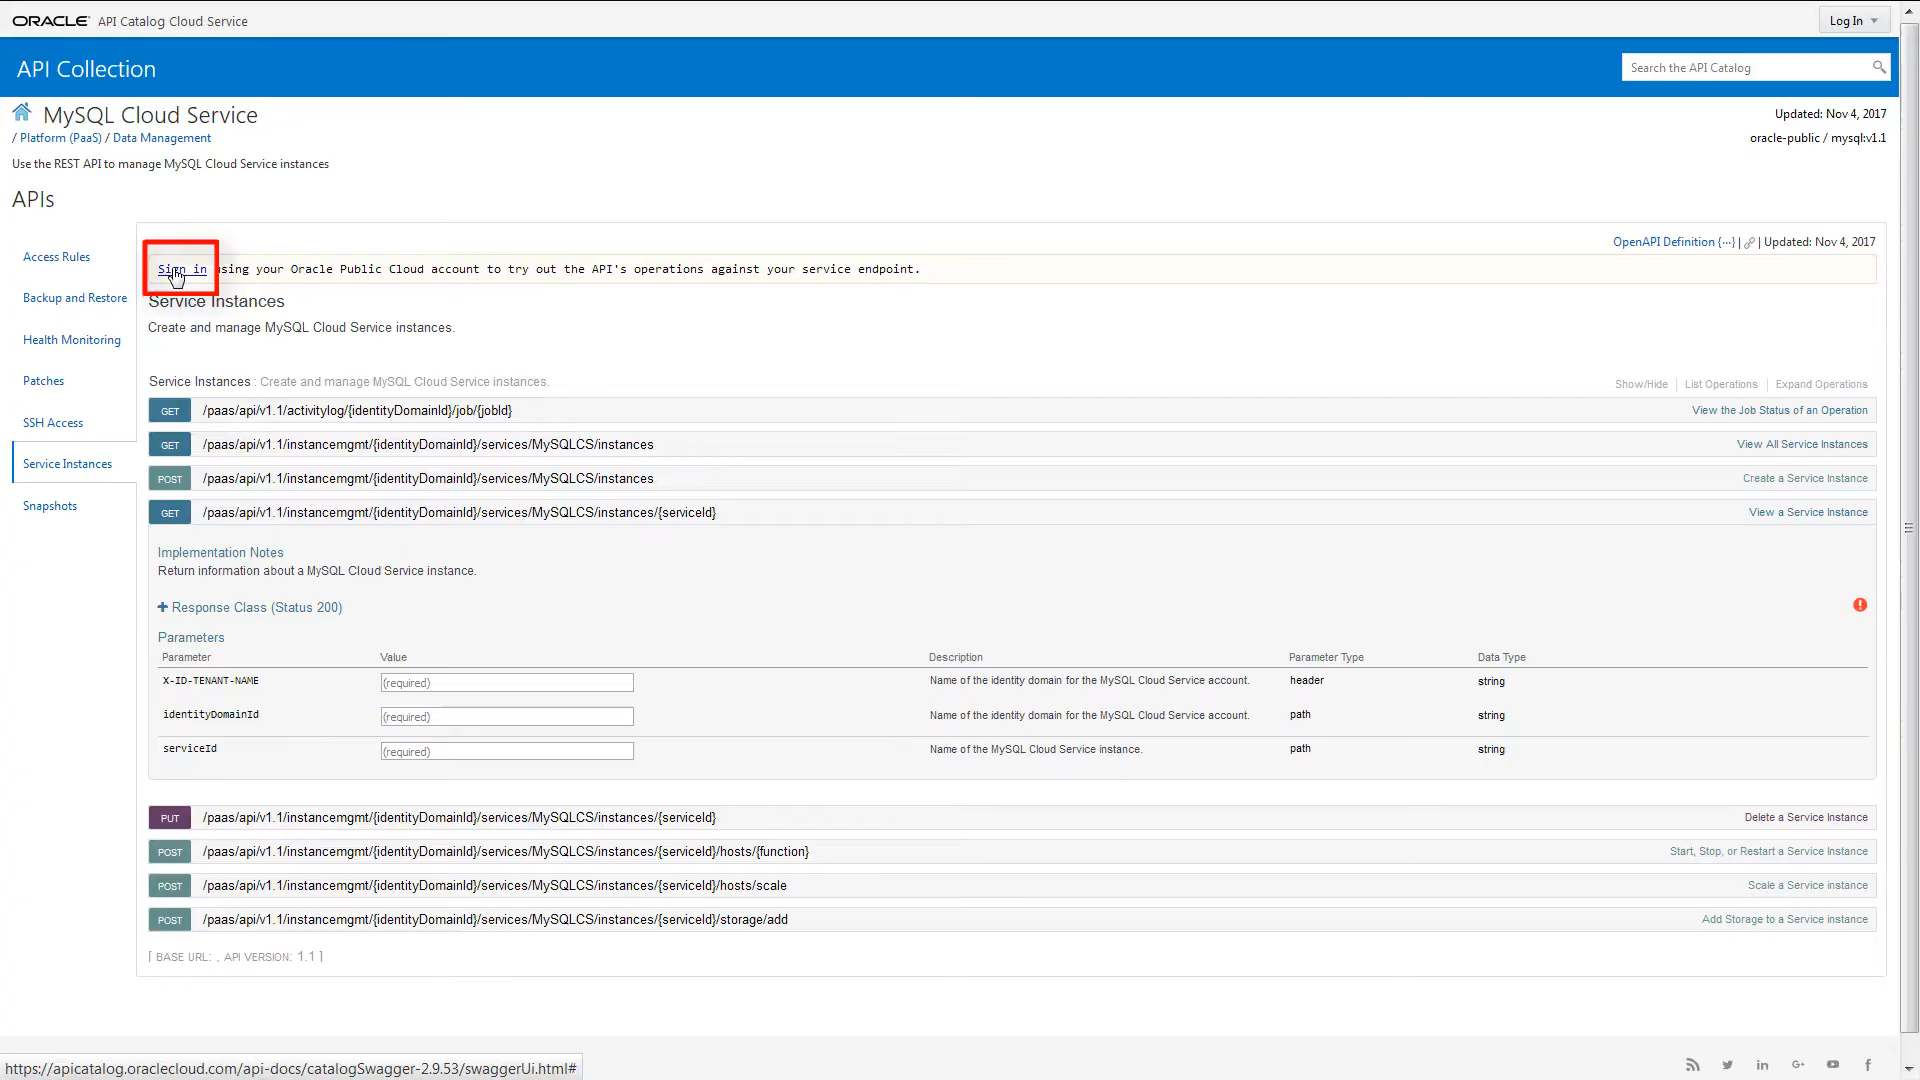 ORACLE API Catalog Cloud Service
Log In
API Collection
Search the API Catalog
MySQL Cloud Service
Updated: Nov 4, 2017
/ Platform (PaaS) / Data Management
oracle-public / mysql:v1.1
Use the REST API to manage MySQL Cloud Service instances
APIs
OpenAPI Definition {···} | | Updated: Nov 4, 2017
Access Rules
Backup and Restore
Health Monitoring
Patches
SSH Access
Service Instances
Snapshots
Sign in using your Oracle Public Cloud account to try out the API's operations against your service endpoint.
Service Instances
Create and manage MySQL Cloud Service instances.
Service Instances : Create and manage MySQL Cloud Service instances.
Show/Hide | List Operations | Expand Operations
GET /paas/api/v1.1/activitylog/{identityDomainId}/job/{jobId} View the Job Status of an Operation
GET /paas/api/v1.1/instancemgmt/{identityDomainId}/services/MySQLCS/instances View All Service Instances
POST /paas/api/v1.1/instancemgmt/{identityDomainId}/services/MySQLCS/instances Create a Service Instance
GET /paas/api/v1.1/instancemgmt/{identityDomainId}/services/MySQLCS/instances/{serviceId} View a Service Instance
Implementation Notes
Return information about a MySQL Cloud Service instance.
Response Class (Status 200)
Parameters
Parameter Value Description Parameter Type Data Type
X-ID-TENANT-NAME (required) Name of the identity domain for the MySQL Cloud Service account. header string
identityDomainId (required) Name of the identity domain for the MySQL Cloud Service account. path string
serviceId (required) Name of the MySQL Cloud Service instance. path string
PUT /paas/api/v1.1/instancemgmt/{identityDomainId}/services/MySQLCS/instances/{serviceId} Delete a Service Instance
POST /paas/api/v1.1/instancemgmt/{identityDomainId}/services/MySQLCS/instances/{serviceId}/hosts/{function} Start, Stop, or Restart a Service Instance
POST /paas/api/v1.1/instancemgmt/{identityDomainId}/services/MySQLCS/instances/{serviceId}/hosts/scale Scale a Service instance
POST /paas/api/v1.1/instancemgmt/{identityDomainId}/services/MySQLCS/instances/{serviceId}/storage/add Add Storage to a Service instance
[ BASE URL: , API VERSION: 1.1 ]
https://apicatalog.oraclecloud.com/api-docs/catalogSwagger-2.9.53/swaggerUi.html#